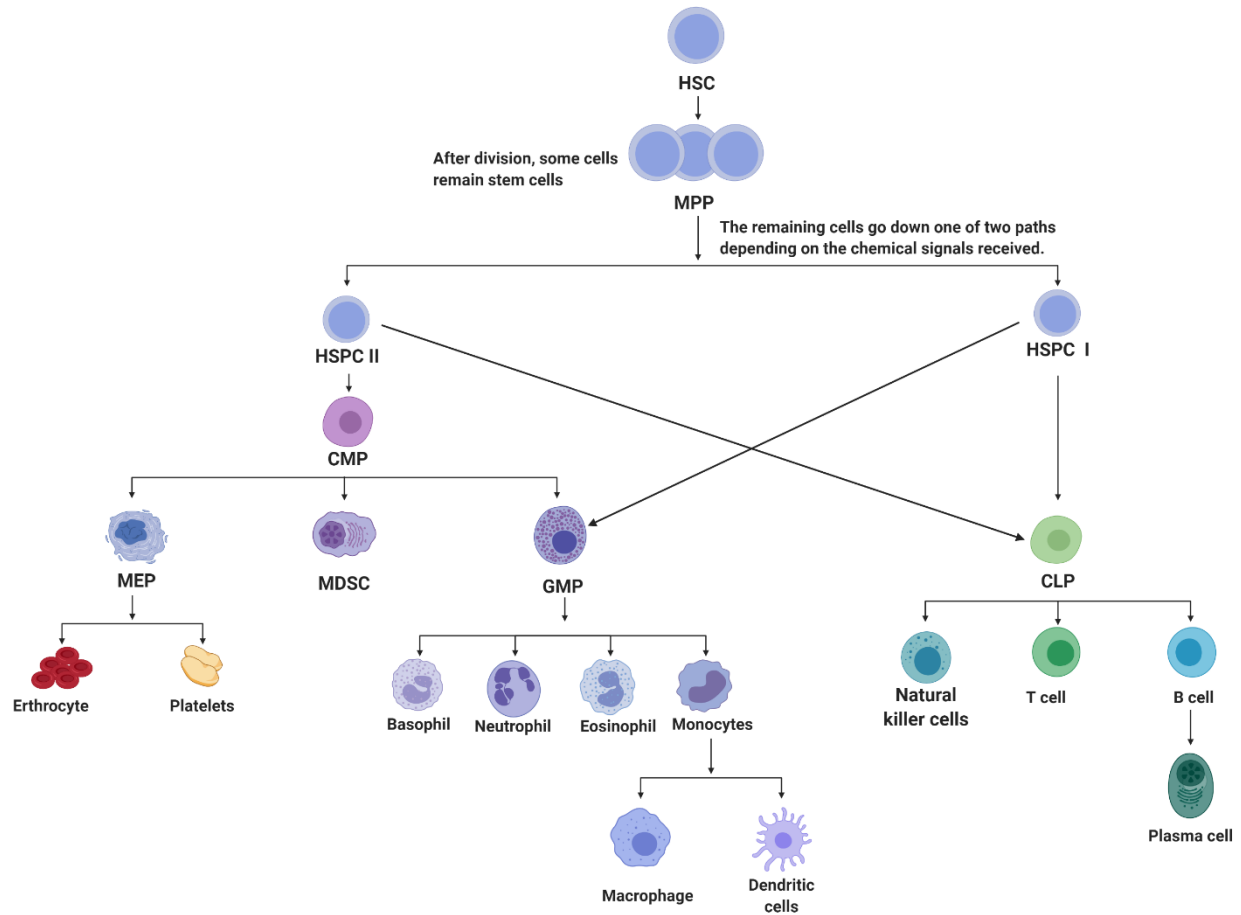 HSC
After division, some cells
remain stem cells
MPP
The remaining cells go down one of two paths
depending on the chemical signals received.
HSPC II
HSPC I
CMP
MEP
MDSC
GMP
CLP
Erthrocyte
Platelets
Basophil
Neutrophil
Eosinophil
Monocytes
Natural
killer cells
T cell
B cell
Plasma cell
Macrophage
Dendritic
cells